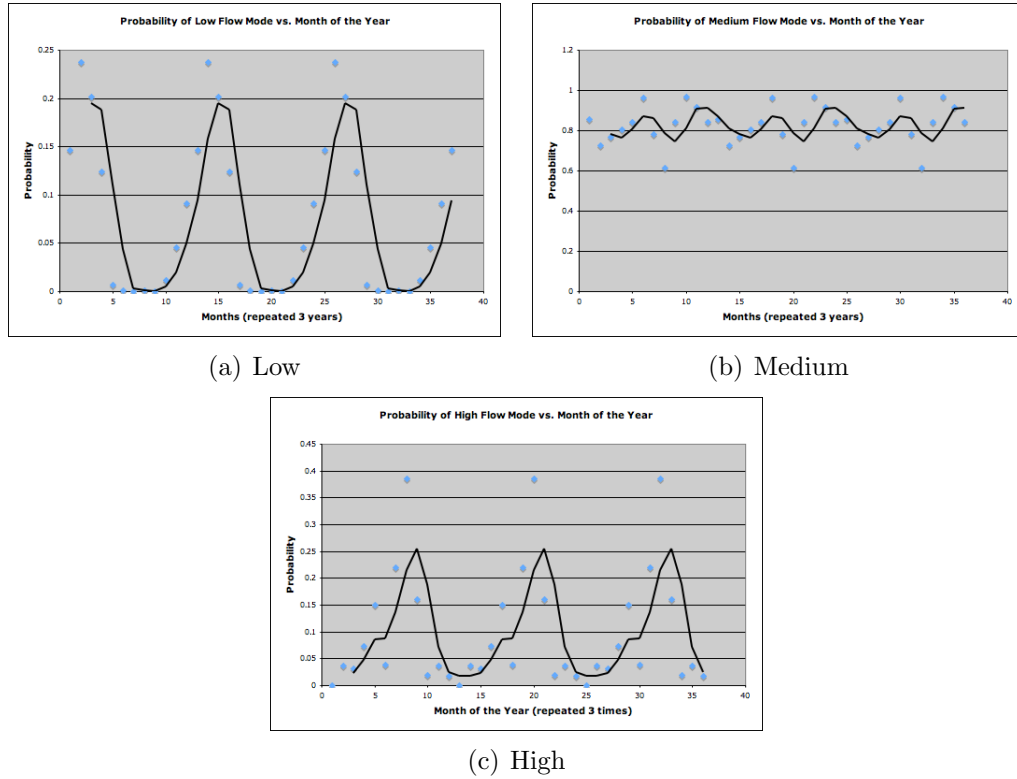 Probability of Low Flow Mode vs. Month of the Year
0.25
0.2
0.15
0.1
0.05
0
Probability
0 5 10 15 20 25 30 35 40
Months (repeated 3 years)
(a) Low
Probability of Medium Flow Mode vs. Month of the Year
1.2
1
0.8
0.6
0.4
0.2
0
Probability
0 5 10 15 20 25 30 35 40
Months (repeated 3 years)
(b) Medium
Probability of High Flow Mode vs. Month of the Year
0.45
0.4
0.35
0.3
0.25
0.2
0.15
0.1
0.05
0
Probability
0 5 10 15 20 25 30 35 40
Month of the Year (repeated 3 times)
(c) High